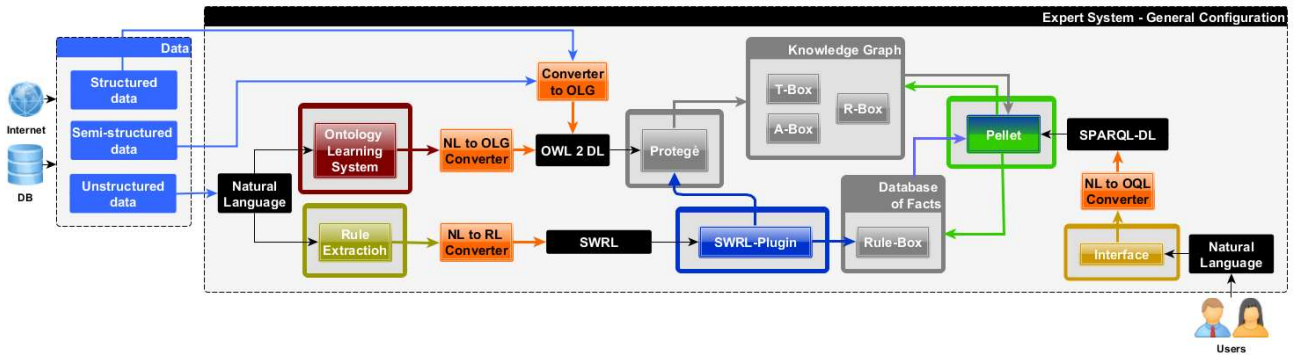 Expert System - General Configuration
Data
Structured
data
Semi-structured
data
Unstructured
data
Internet
DB
Natural
Language
Ontology
Learning
System
Rule
Extraction
NL to OLG
Converter
NL to RL
Converter
Converter
to OLG
OWL 2 DL
SWRL
Protegè
SWRL-Plugin
Knowledge Graph
T-Box
A-Box
R-Box
Database
of Facts
Rule-Box
Pellet
SPARQL-DL
NL to OQL
Converter
Interface
Natural
Language
Users